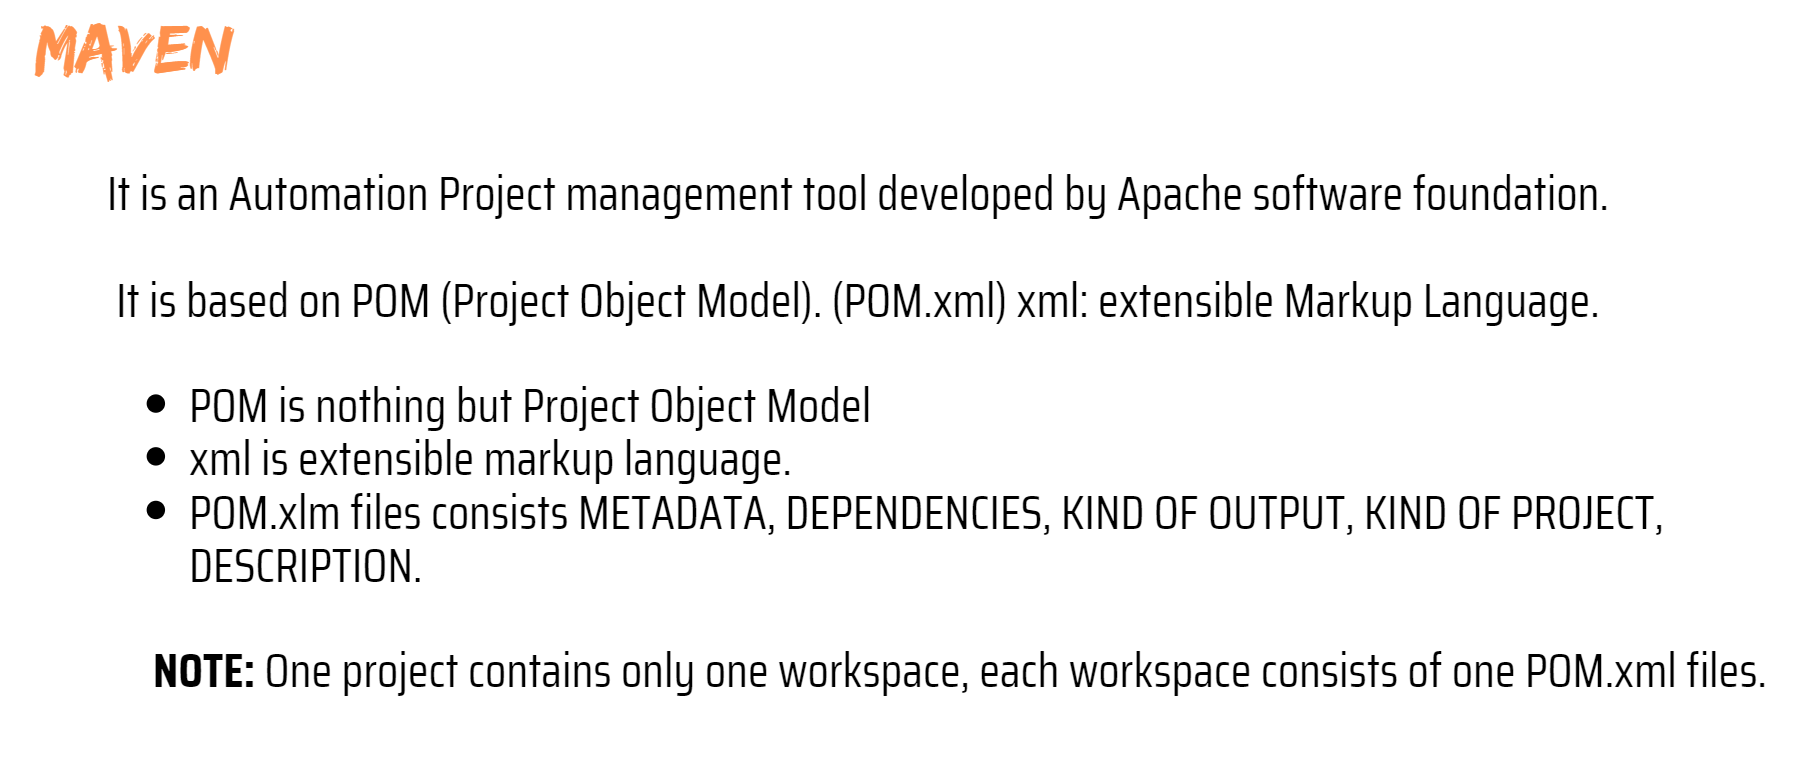 MAVEN
It is an Automation Project management tool developed by Apache software foundation.
It is based on POM (Project Object Model). (POM.xml) xml: extensible Markup Language.
• POM is nothing but Project Object Model
• xml is extensible markup language.
• POM.xlm files consists METADATA, DEPENDENCIES, KIND OF OUTPUT, KIND OF PROJECT,
DESCRIPTION.
NOTE: One project contains only one workspace, each workspace consists of one POM.xml files.